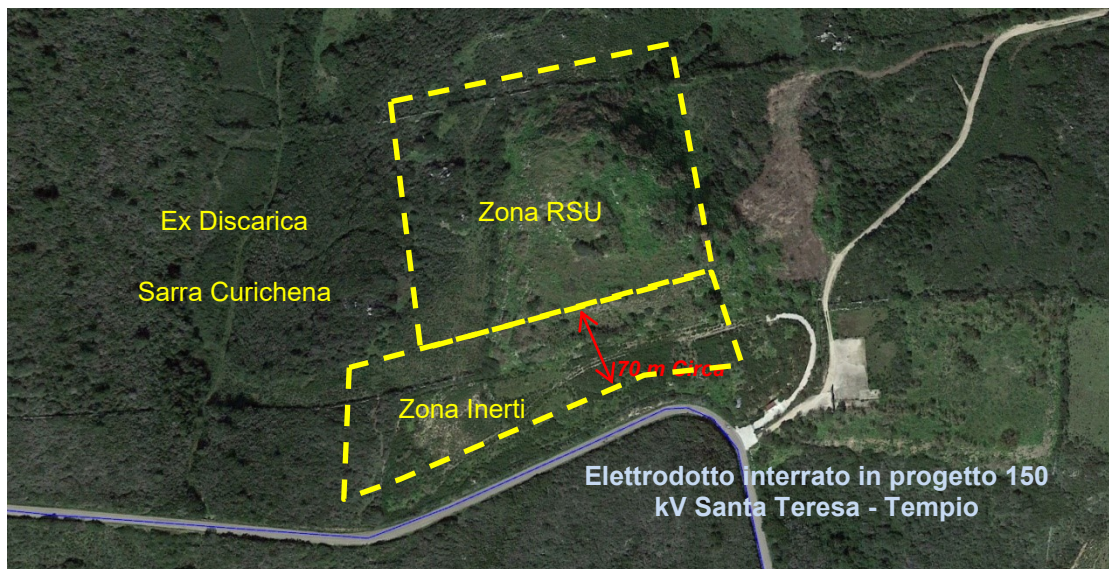 Zona RSU
Ex Discarica
Sarra Curichena
70 m Circa
Zona Inerti
Elettrodotto interrato in progetto 150
kV Santa Teresa - Tempio